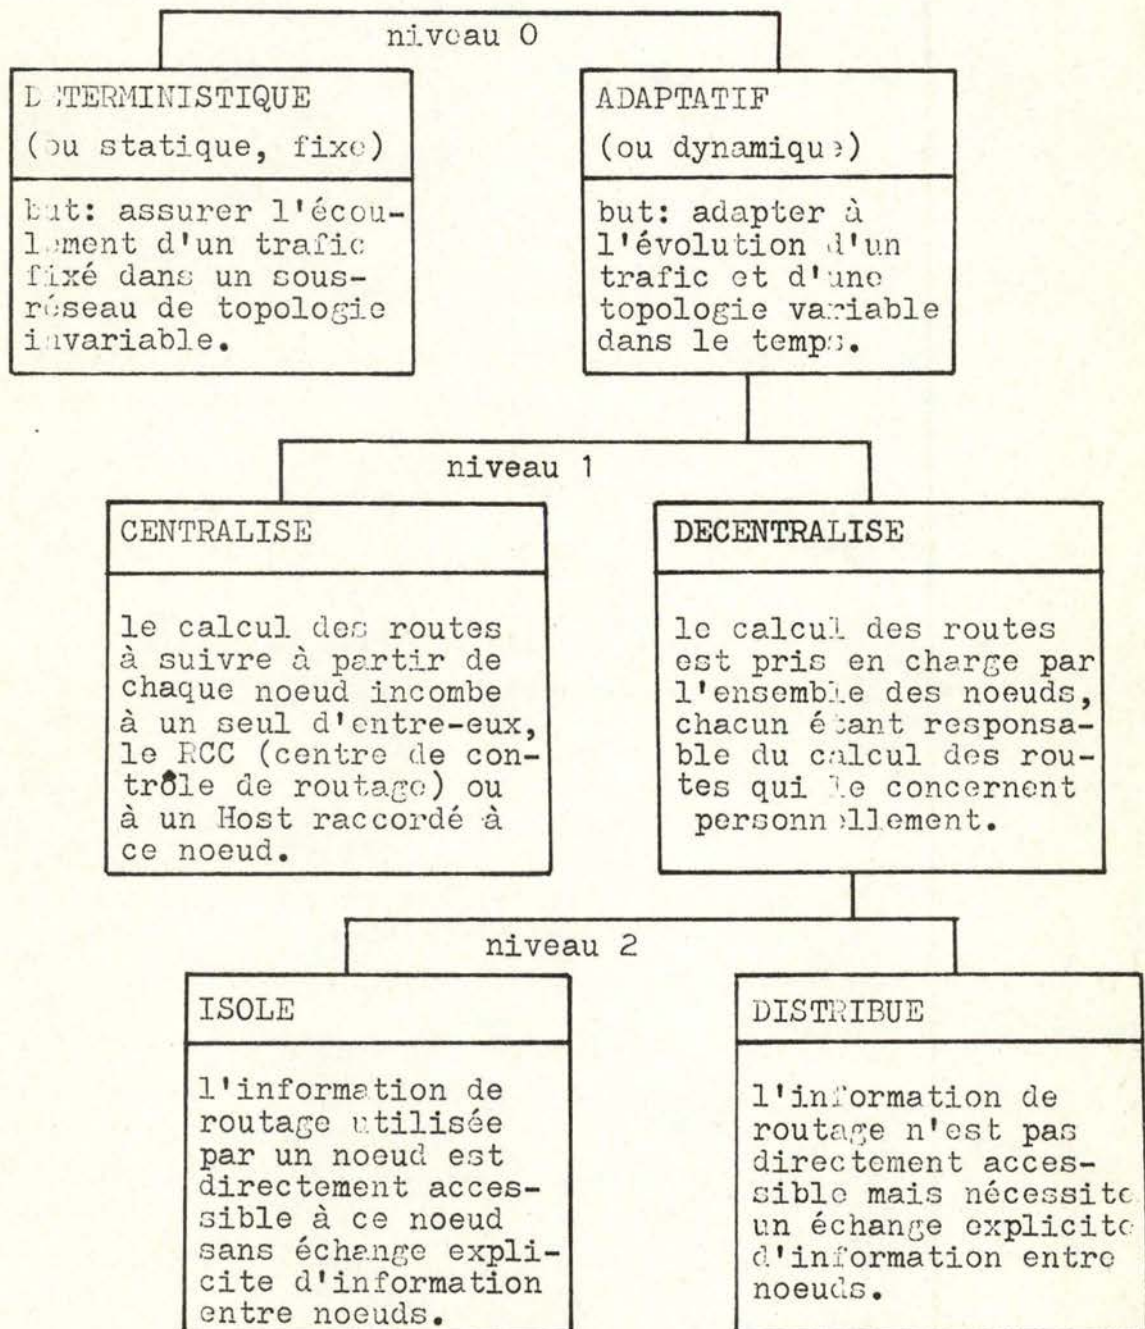 niveau 0
DETERMINISTIQUE
(ou statique, fixe)
but: assurer l'écou-
lement d'un trafic
fixé dans un sous-
réseau de topologie
invariable.
ADAPTATIF
(ou dynamique)
but: adapter à
l'évolution d'un
trafic et d'une
topologie variable
dans le temps.
niveau 1
CENTRALISE
le calcul des routes
à suivre à partir de
chaque noeud incombe
à un seul d'entre-eux,
le RCC (centre de con-
trôle de routage) ou
à un Host raccordé à
ce noeud.
DECENTRALISE
le calcul des routes
est pris en charge par
l'ensemble des noeuds,
chacun étant responsa-
ble du calcul des rou-
tes qui le concernent
personnellement.
niveau 2
ISOLE
l'information de
routage utilisée
par un noeud est
directement acces-
sible à ce noeud
sans échange expli-
cite d'information
entre noeuds.
DISTRIBUE
l'information de
routage n'est pas
directement acces-
sible mais nécessite
un échange explicite
d'information entre
noeuds.